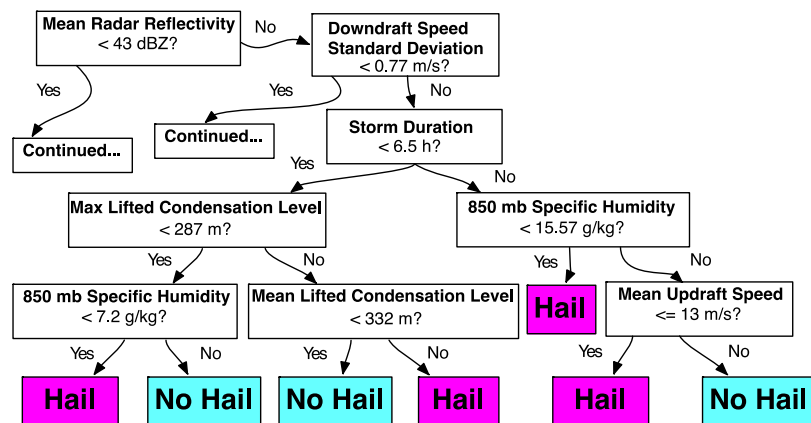 Mean Radar Reflectivity
< 43 dBZ?
No
Downdraft Speed
Standard Deviation
< 0.77 m/s?
Yes
Yes
No
Continued...
Continued...
Storm Duration
< 6.5 h?
Yes
No
Max Lifted Condensation Level
< 287 m?
850 mb Specific Humidity
< 15.57 g/kg?
Yes
No
Yes
No
850 mb Specific Humidity
< 7.2 g/kg?
Mean Lifted Condensation Level
< 332 m?
Hail
Mean Updraft Speed
<= 13 m/s?
Yes
No
Yes
No
Yes
No
Hail
No Hail
No Hail
Hail
Hail
No Hail